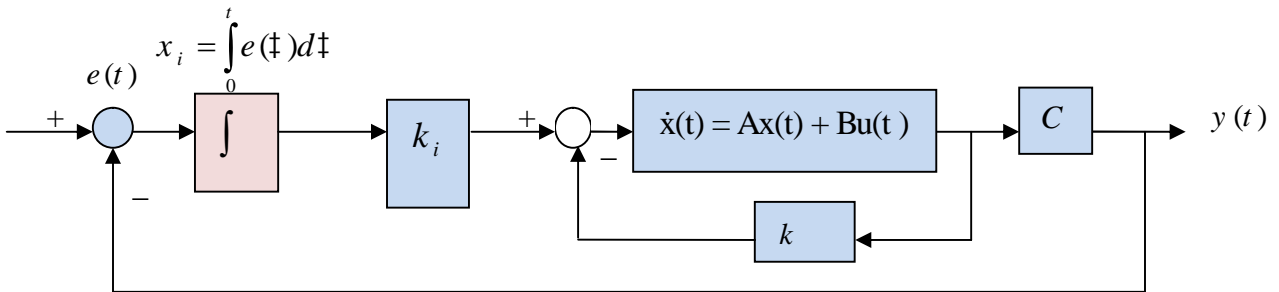 x_i = ∫_0^t e(‡)d‡
e(t)
+
−
∫
k_i
+
−
ẋ(t) = Ax(t) + Bu(t )
k
C
y(t)